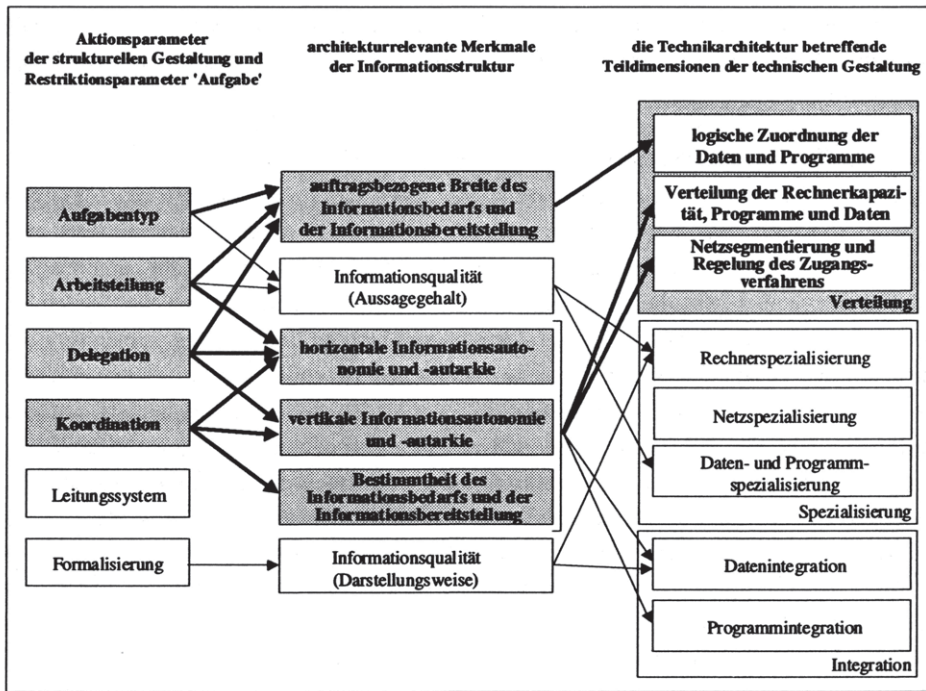 Aktionsparameter
der strukturellen Gestaltung und
Restriktionsparameter 'Aufgabe'
architekturrelevante Merkmale
der Informationsstruktur
die Technikarchitektur betreffende
Teildimensionen der technischen Gestaltung
Aufgabentyp
Arbeitsteilung
Delegation
Koordination
Leitungssystem
Formalisierung
auftragsbezogene Breite des
Informationsbedarfs und
der Informationsbereitstellung
Informationsqualität
(Aussagegehalt)
horizontale Informationsauto-
nomie und -autarkie
vertikale Informationsautonomie
und -autarkie
Bestimmtheit des
Informationsbedarfs und der
Informationsbereitstellung
Informationsqualität
(Darstellungsweise)
logische Zuordnung der
Daten und Programme
Verteilung der Rechnerkapazi-
tät, Programme und Daten
Netzsegmentierung und
Regelung des Zugangs-
verfahrens
Verteilung
Rechnerspezialisierung
Netzspezialisierung
Daten- und Programm-
spezialisierung
Spezialisierung
Datenintegration
Programmintegration
Integration